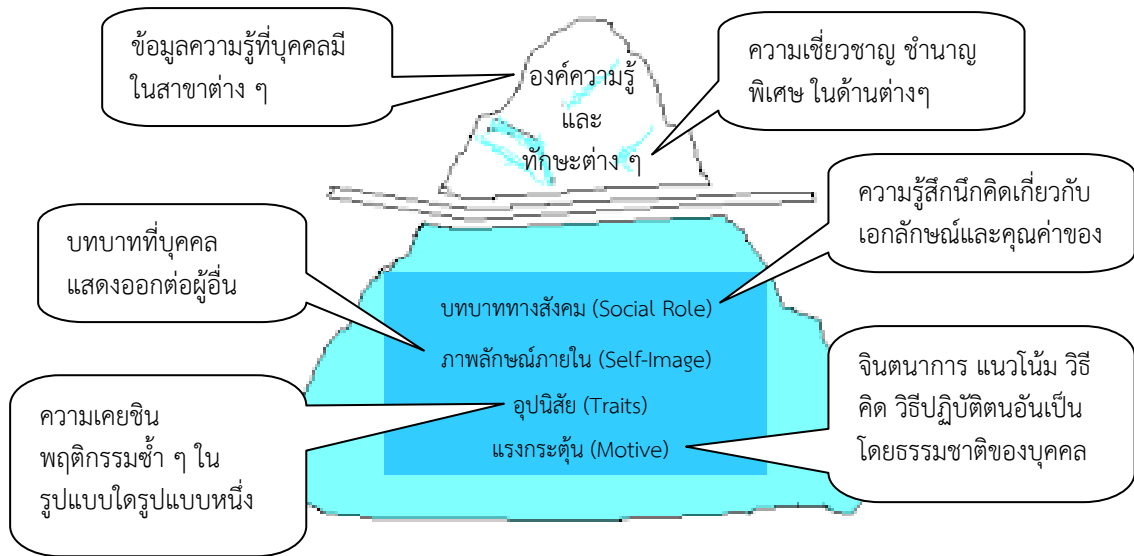 ข้อมูลความรู้ที่บุคคลมี
ในสาขาต่าง ๆ
องค์ความรู้
และ
ทักษะต่าง ๆ
ความเชี่ยวชาญ ชำนาญ
พิเศษ ในด้านต่างๆ
ความรู้สึกนึกคิดเกี่ยวกับ
เอกลักษณ์และคุณค่าของ
บทบาทที่บุคคล
แสดงออกต่อผู้อื่น
บทบาททางสังคม (Social Role)
ภาพลักษณ์ภายใน (Self-Image)
อุปนิสัย (Traits)
แรงกระตุ้น (Motive)
จินตนาการ แนวโน้ม วิธี
คิด วิธีปฏิบัติตนอันเป็น
โดยธรรมชาติของบุคคล
ความเคยชิน
พฤติกรรมซ้ำ ๆ ใน
รูปแบบใดรูปแบบหนึ่ง